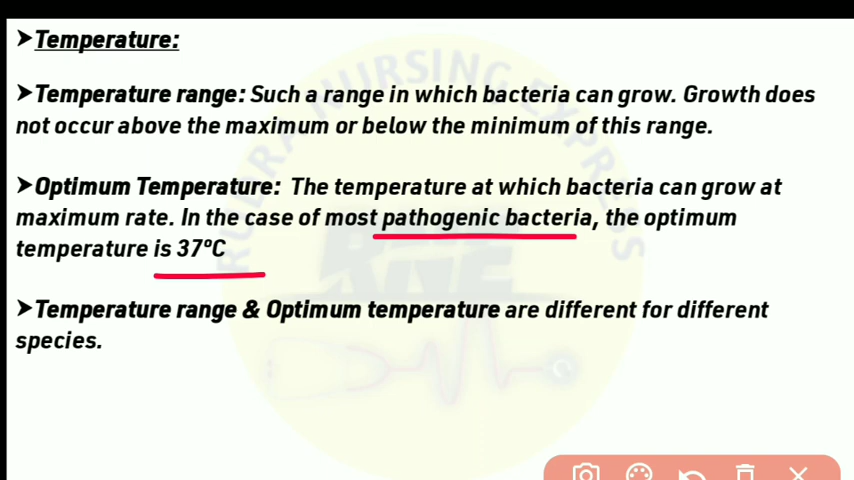 ➤Temperature:
➤Temperature range: Such a range in which bacteria can grow. Growth does
not occur above the maximum or below the minimum of this range.
➤Optimum Temperature: The temperature at which bacteria can grow at
maximum rate. In the case of most pathogenic bacteria, the optimum
temperature is 37°C
➤Temperature range & Optimum temperature are different for different
species.
RUDRA NURSING EXPRESS